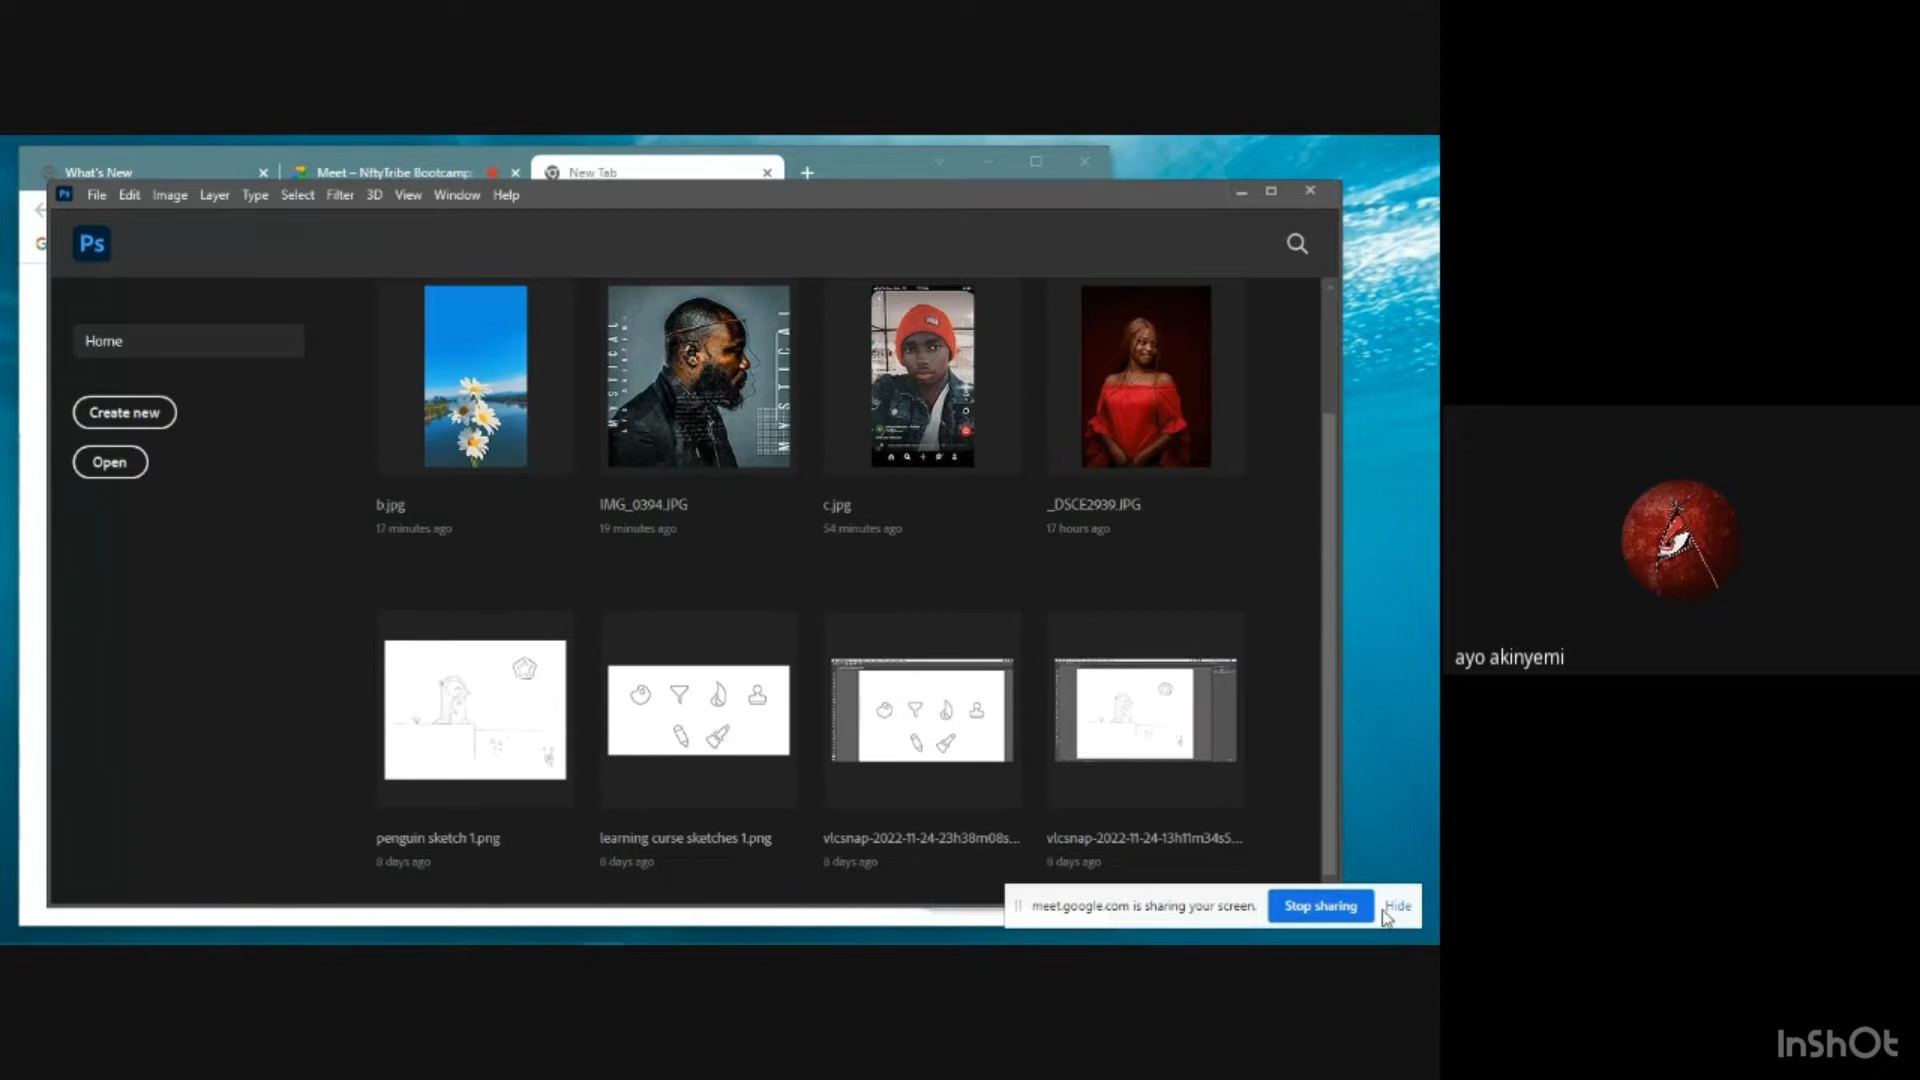 What's New
Meet – NftyTribe Bootcamp
New Tab
Ps
File Edit Image Layer Type Select Filter 3D View Window Help
Ps
Home
Create new
Open
MYSTICAL
MYSTICAL
b.jpg
17 minutes ago
IMG_0394.JPG
19 minutes ago
c.jpg
54 minutes ago
_DSCE2939.JPG
17 hours ago
penguin sketch 1.png
8 days ago
learning curse sketches 1.png
8 days ago
vlcsnap-2022-11-24-23h38m08s...
8 days ago
vlcsnap-2022-11-24-13h11m34s5...
8 days ago
meet.google.com is sharing your screen.
Stop sharing
Hide
ayo akinyemi
InShOt